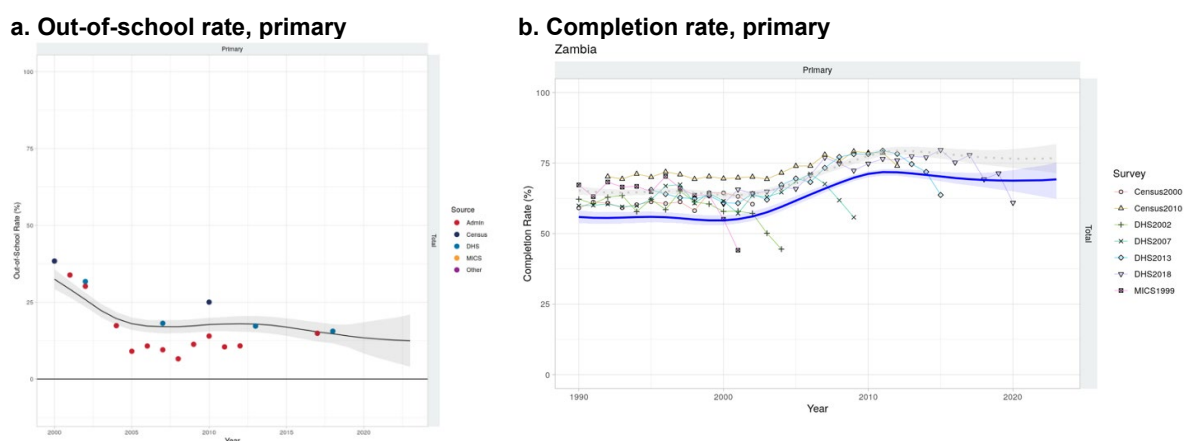 a. Out-of-school rate, primary
Primary
100
75
50
25
0
Out-of-School Rate (%)
2000
2005
2010
2015
2020
Year
Total
Source
Admin
Census
DHS
MICS
Other
b. Completion rate, primary
Zambia
Primary
100
75
50
25
0
Completion Rate (%)
1990
2000
2010
2020
Year
Total
Survey
Census2000
Census2010
DHS2002
DHS2007
DHS2013
DHS2018
MICS1999